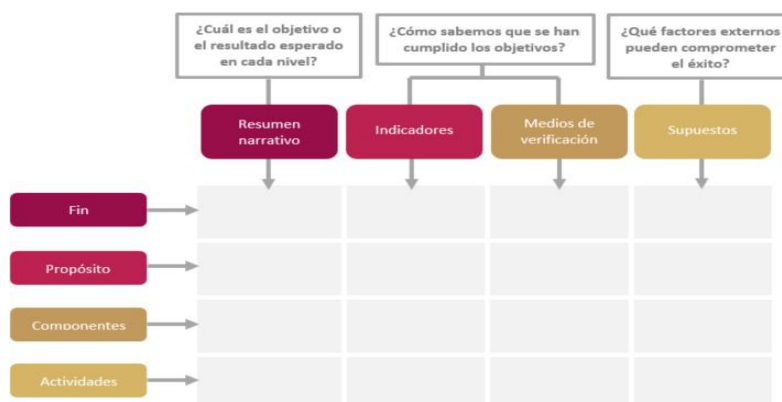 ¿Cuál es el objetivo o
el resultado esperado
en cada nivel?
¿Cómo sabemos que se han
cumplido los objetivos?
¿Qué factores externos
pueden comprometer
el éxito?
Resumen
narrativo
Indicadores
Medios de
verificación
Supuestos
Fin
Propósito
Componentes
Actividades